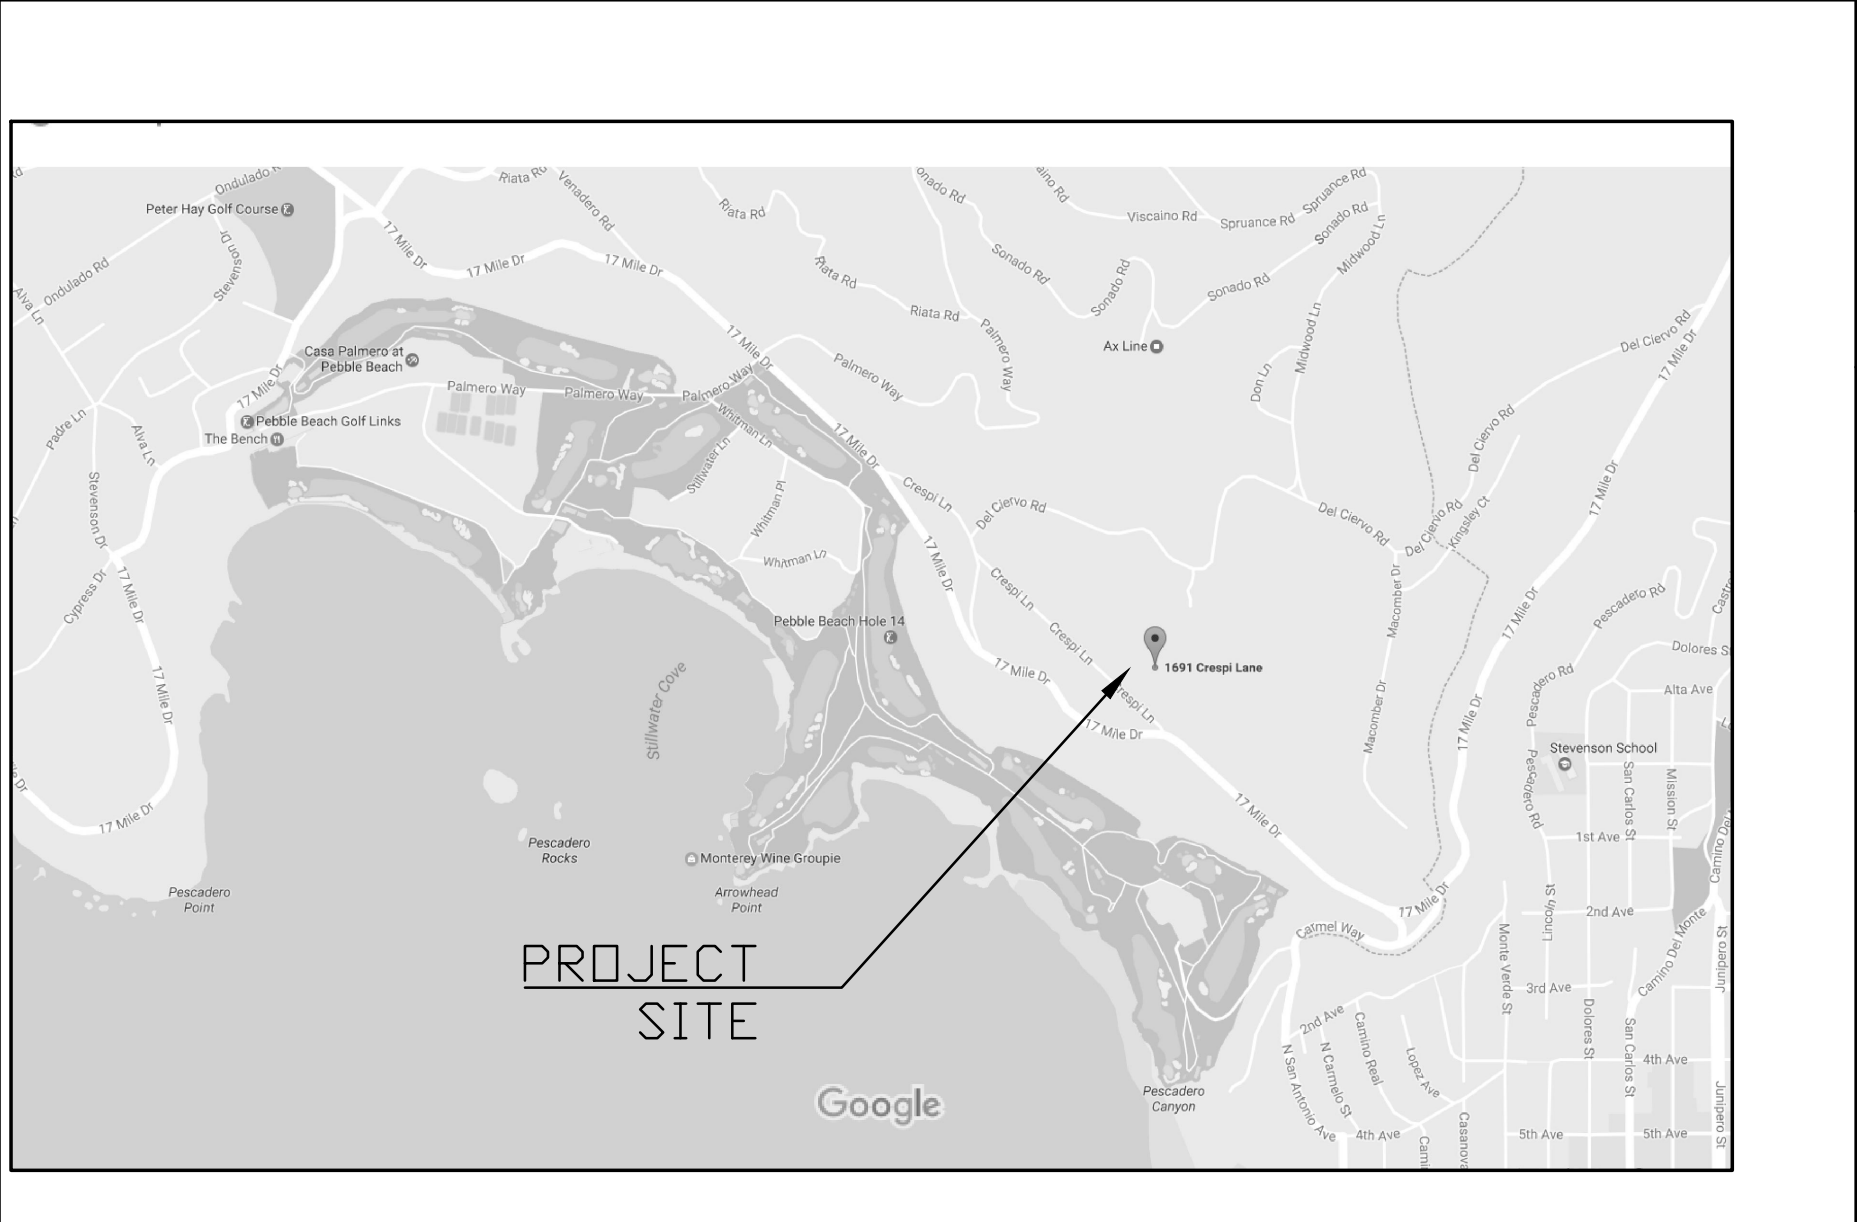 Ondulado R
Riata Rd
Venadero Rd
onado Rd
aino Rd
Spruance Rd
Spruance Rd
Viscaino Rd
Sonado Rd
Midwood Ln
Peter Hay Golf Course
Riata Rd
17 Mile Dr
17 Mile Dr
17 Mile Dr
Stevenson Dr
Ondulado Rd
Alva Ln
Riata Rd
Sonado Rd
Sonado Rd
Sonado Rd
Riata Rd
Palmero Way
Midwood Ln
Del Ciervo Rd
17 Mile Dr
Ax Line
17 Mile Dr
Casa Palmero at
Pebble Beach
17 Mile Dr
Palmero Way
Palmero Way
Palmero Way
Palmero Way
Don Ln
Padre Ln
Alva Ln
Pebble Beach Golf Links
The Bench
Whitman Ln
Stillwater Ln
17 Mile Dr
Del Ciervo Rd
Stevenson Dr
Whitman Pl
Crespi Ln
Del Ciervo Rd
Del Ciervo Rd
Del Ciervo Rd
Kingsley Ct
17 Mile Dr
Whitman Ln
17 Mile Dr
Crespi Ln
Macomber Dr
17 Mile Dr
Pescadero Rd
Castro
Cypress Dr
17 Mile Dr
Pebble Beach Hole 14
Crespi Ln
1691 Crespi Lane
17 Mile Dr
Crespi Ln
17 Mile Dr
Dolores S
Alta Ave
Pescadero Rd
17 Mile Dr
Stillwater Cove
Macomber Dr
17 Mile Dr
Stevenson School
Pescadero Rd
San Carlos St
Mission St
17 Mile Dr
17 Mile Dr
1st Ave
Pescadero
Rocks
Monterey Wine Groupie
Pescadero
Point
Arrowhead
Point
17 Mile Dr
Carmel Way
Lincoln St
2nd Ave
Camino Del
Camino Del Monte
Monte Verde St
Junipero St
PROJECT
SITE
3rd Ave
2nd Ave
Camino Real
N Carmelo St
N San Antonio Ave
Lopez Ave
Dolores St
San Carlos St
4th Ave
Pescadero
Canyon
Google
4th Ave
Cami
Casanova
5th Ave
5th Ave
Junipero St